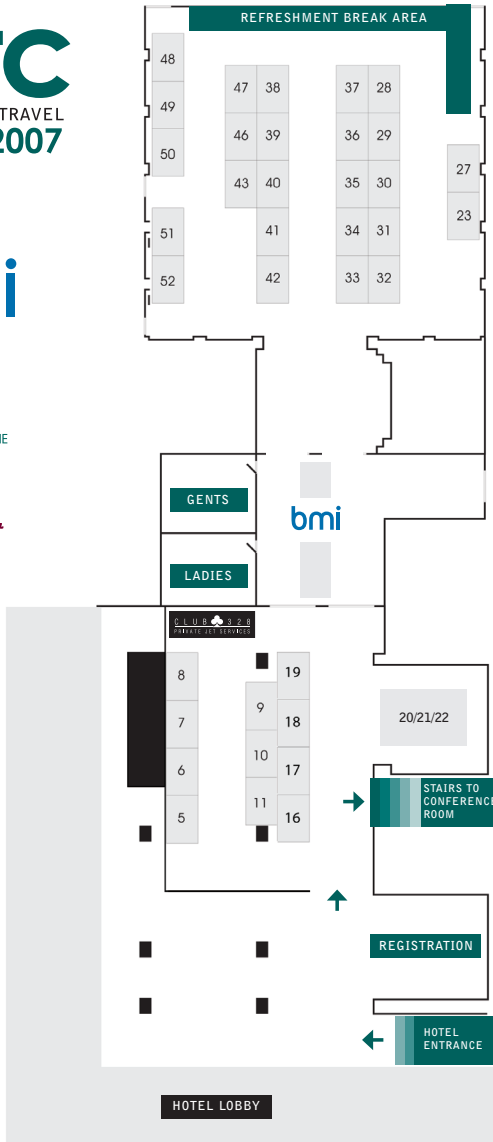 REFRESHMENT BREAK AREA
TC
TRAVEL
2007
48
49
50
51
52
47 38
46 39
43 40
41
42
37 28
36 29
35 30
34 31
33 32
27
23
i
GENTS
bmi
LADIES
CLUB 328
PRIVATE JET SERVICES
8
7
6
5
9
10
11
19
18
17
16
20/21/22
STAIRS TO
CONFERENCE
ROOM
REGISTRATION
HOTEL
ENTRANCE
HOTEL LOBBY